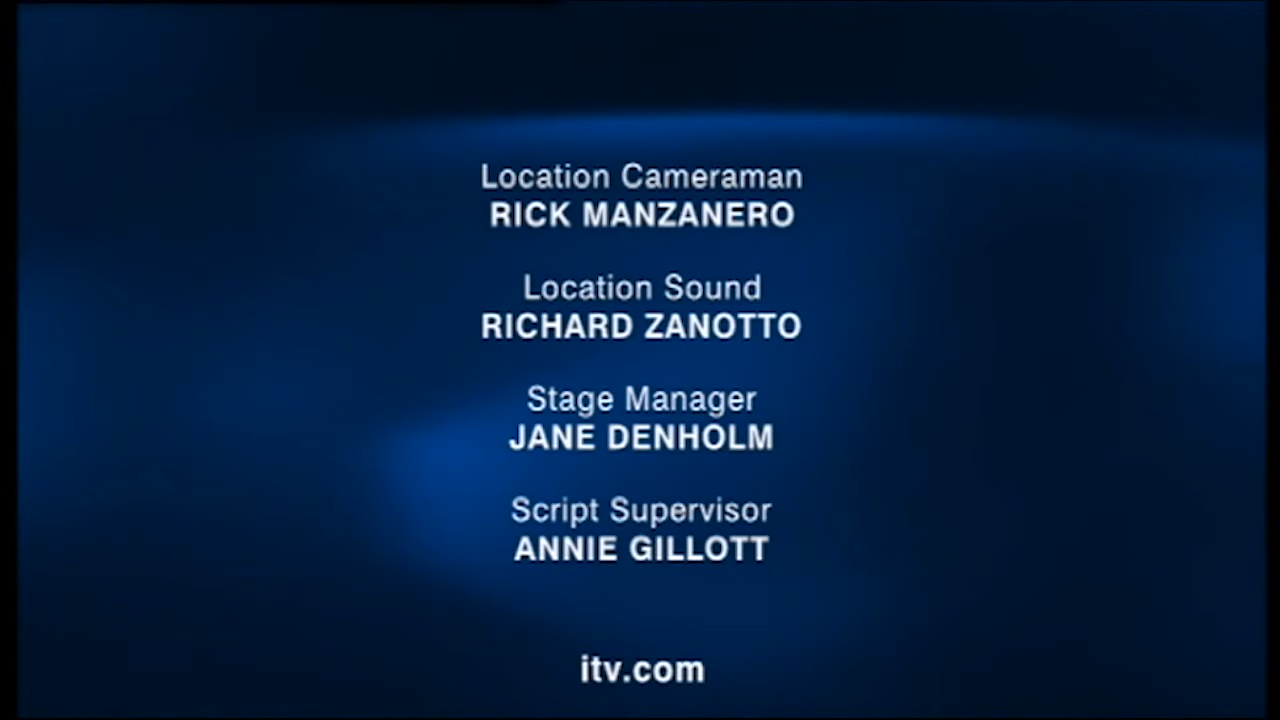 Location Cameraman
RICK MANZANERO
Location Sound
RICHARD ZANOTTO
Stage Manager
JANE DENHOLM
Script Supervisor
ANNIE GILLOTT
itv.com